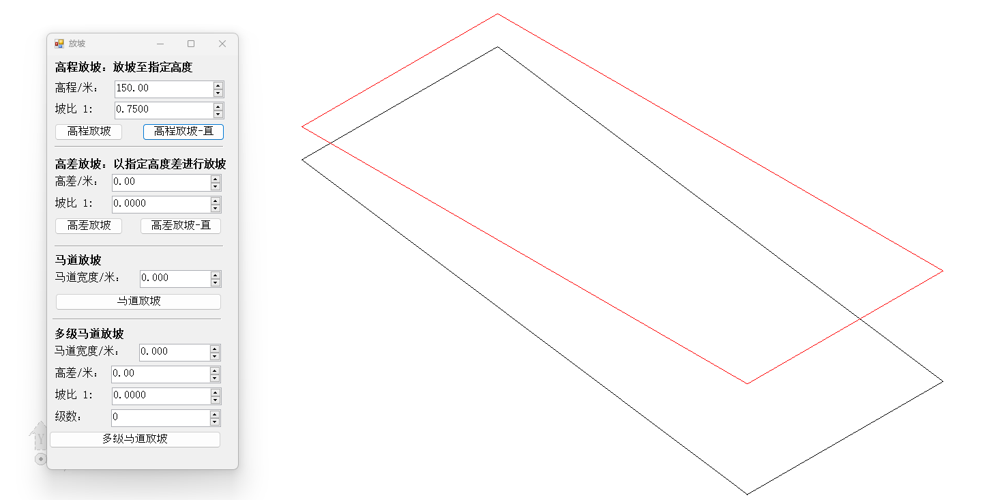 放坡
高程放坡：放坡至指定高度
高程/米： 150.00
坡比 1: 0.7500
高程放坡 高程放坡-直
高差放坡：以指定高度差进行放坡
高差/米： 0.00
坡比 1: 0.0000
高差放坡 高差放坡-直
马道放坡
马道宽度/米： 0.000
马道放坡
多级马道放坡
马道宽度/米： 0.000
高差/米： 0.00
坡比 1: 0.0000
级数： 0
Y
多级马道放坡